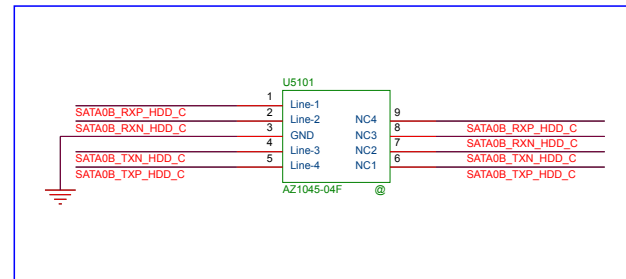 U5101
1 Line-1
SATA0B_RXP_HDD_C
2 Line-2 NC4 9
SATA0B_RXN_HDD_C SATA0B_RXP_HDD_C
3 GND NC3 8
SATA0B_RXN_HDD_C
4 Line-3 NC2 7
SATA0B_TXN_HDD_C SATA0B_TXN_HDD_C
5 Line-4 NC1 6
SATA0B_TXP_HDD_C SATA0B_TXP_HDD_C
AZ1045-04F @